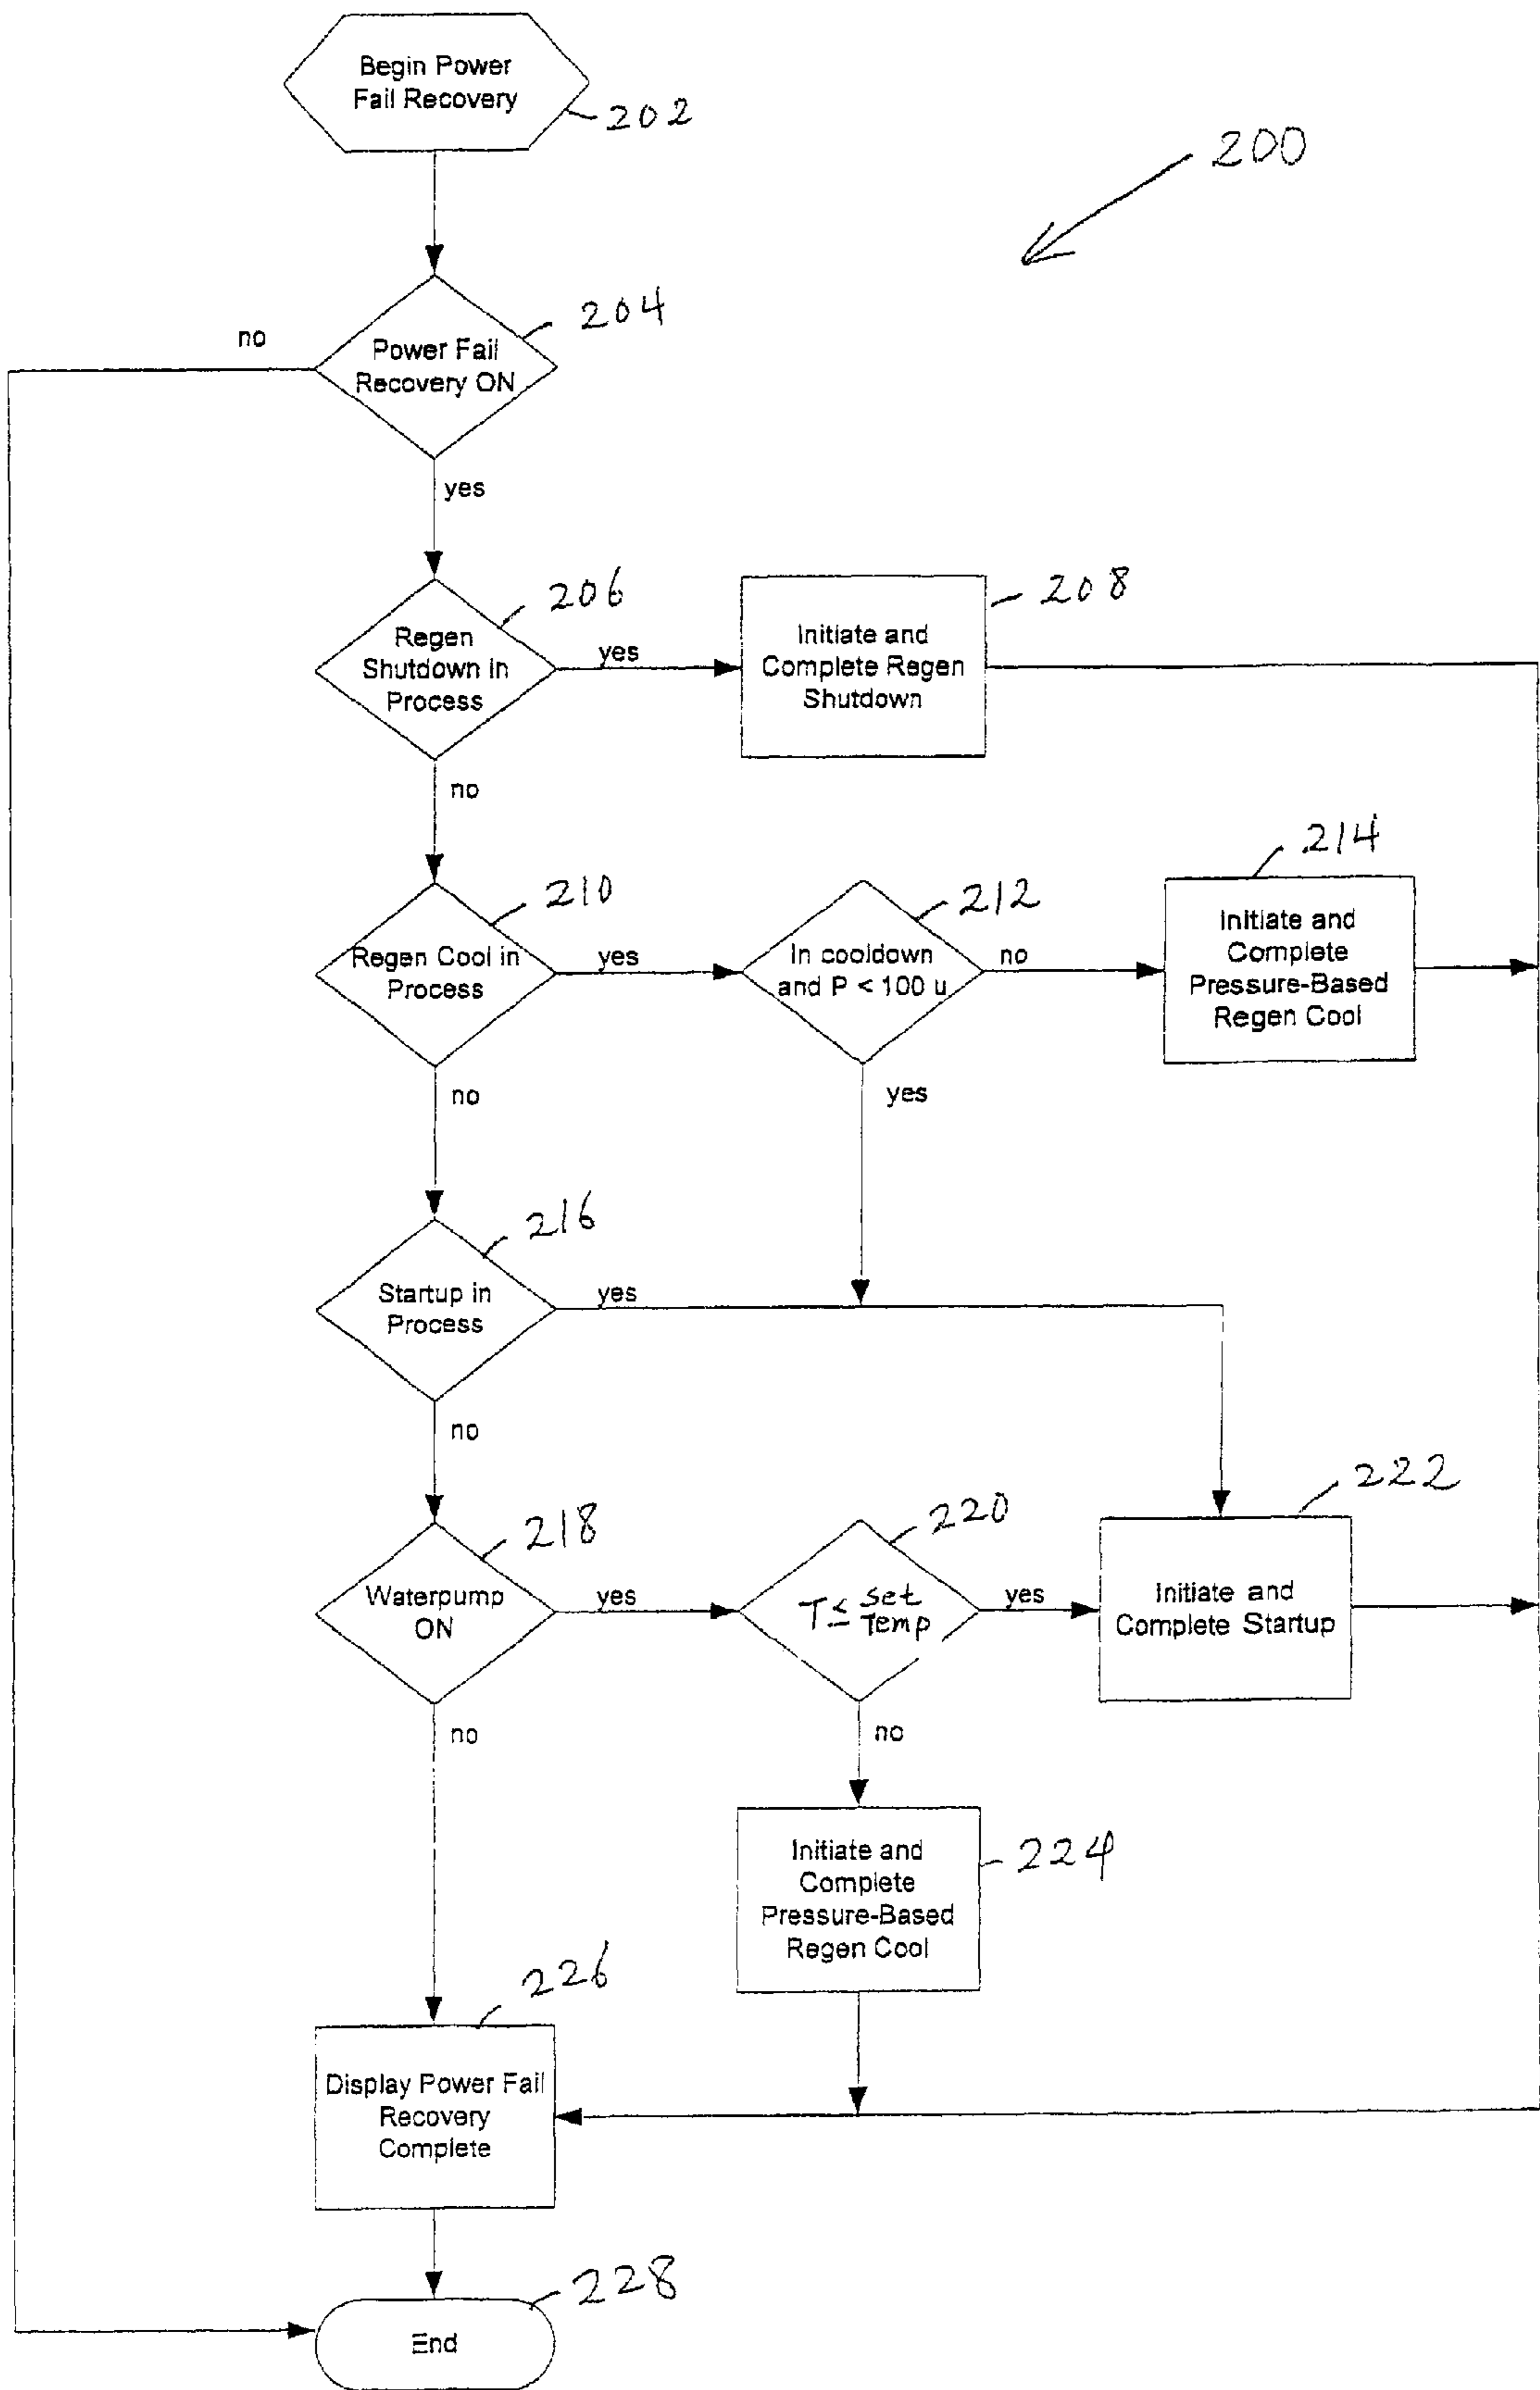 Begin Power
Fail Recovery
202
200
204
no
Power Fail
Recovery ON
yes
206
208
Regen
Shutdown in
Process
yes
Initiate and
Complete Regen
Shutdown
no
210
212
214
Regen Cool in
Process
yes
In cooldown
and P < 100 u
no
Initiate and
Complete
Pressure-Based
Regen Cool
no
yes
216
Startup in
Process
yes
no
218
220
222
Waterpump
ON
yes
T ≤ set
Temp
yes
Initiate and
Complete Startup
no
no
Initiate and
Complete
Pressure-Based
Regen Cool
224
226
Display Power Fail
Recovery
Complete
228
End